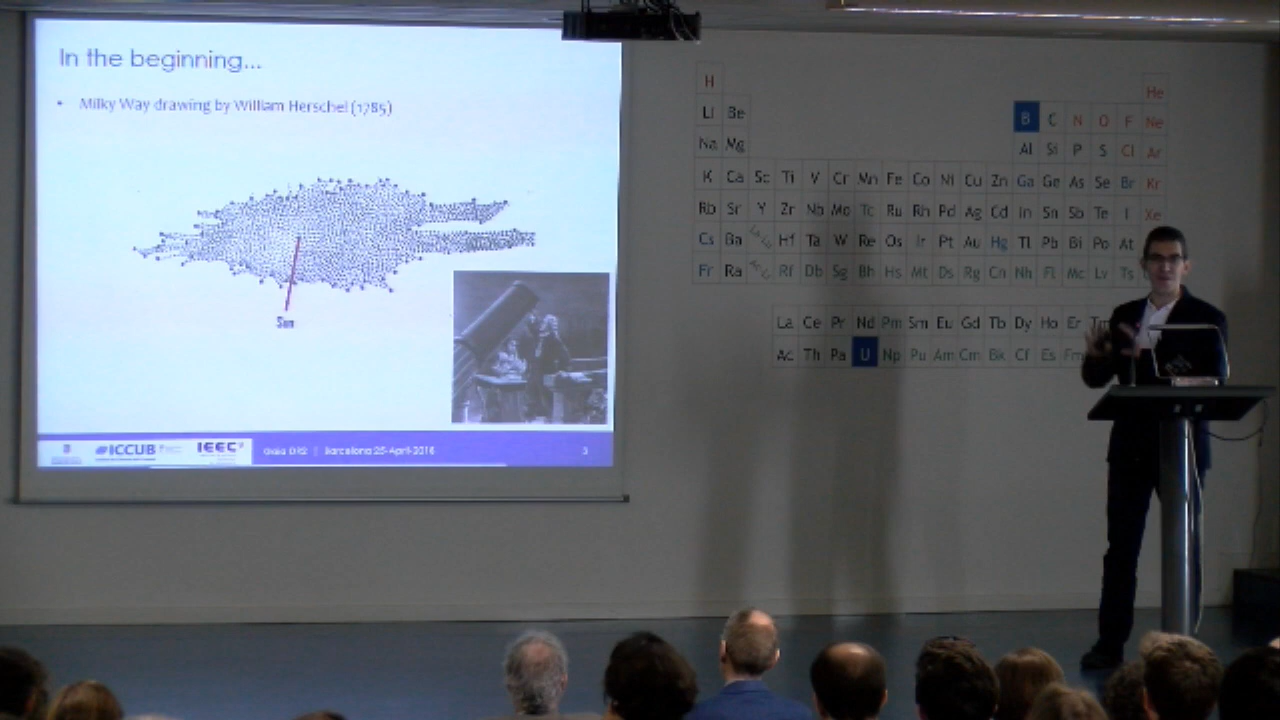 In the beginning...
• Milky Way drawing by William Herschel (1785)
Sun
ICCUB
IEEC
Gaia DR2 | Barcelona 25-April-2018
3
H He
Li Be B C N O F Ne
Na Mg Al Si P S Cl Ar
K Ca Sc Ti V Cr Mn Fe Co Ni Cu Zn Ga Ge As Se Br Kr
Rb Sr Y Zr Nb Mo Tc Ru Rh Pd Ag Cd In Sn Sb Te I Xe
Cs Ba La-Lu Hf Ta W Re Os Ir Pt Au Hg Tl Pb Bi Po At
Fr Ra Rf Db Sg Bh Hs Mt Ds Rg Cn Nh Fl Mc Lv Ts
La Ce Pr Nd Pm Sm Eu Gd Tb Dy Ho Er Tm
Ac Th Pa U Np Pu Am Cm Bk Cf Es Fm